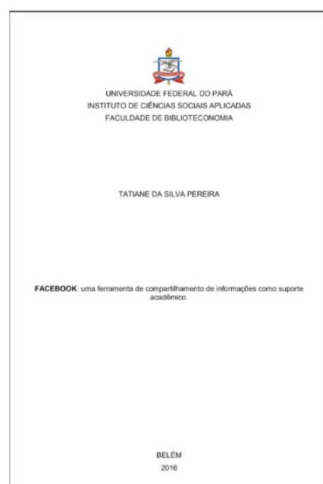 UNIVERSIDADE FEDERAL DO PARÁ
INSTITUTO DE CIÊNCIAS SOCIAIS APLICADAS
FACULDADE DE BIBLIOTECONOMIA
TATIANE DA SILVA PEREIRA
FACEBOOK: uma ferramenta de compartilhamento de informações como suporte
acadêmico.
BELÉM
2016